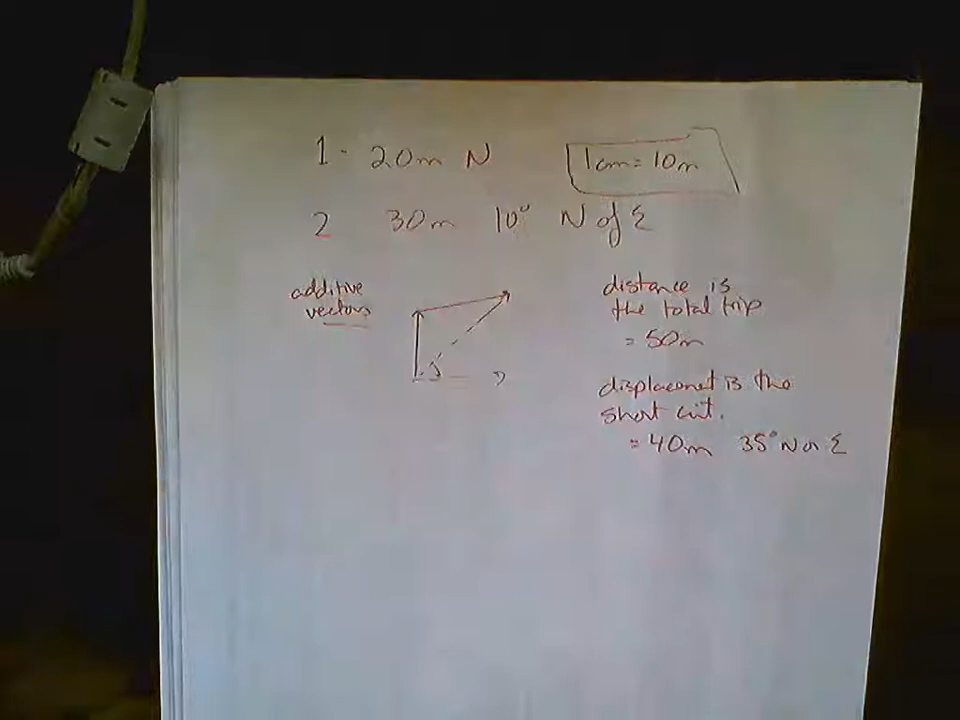 1. 20m N
1cm = 10m
2 30m 10° N of E
additive
vectors
distance is
the total trip
= 50m
displacemet is the
short cut.
= 40m 35° N of E